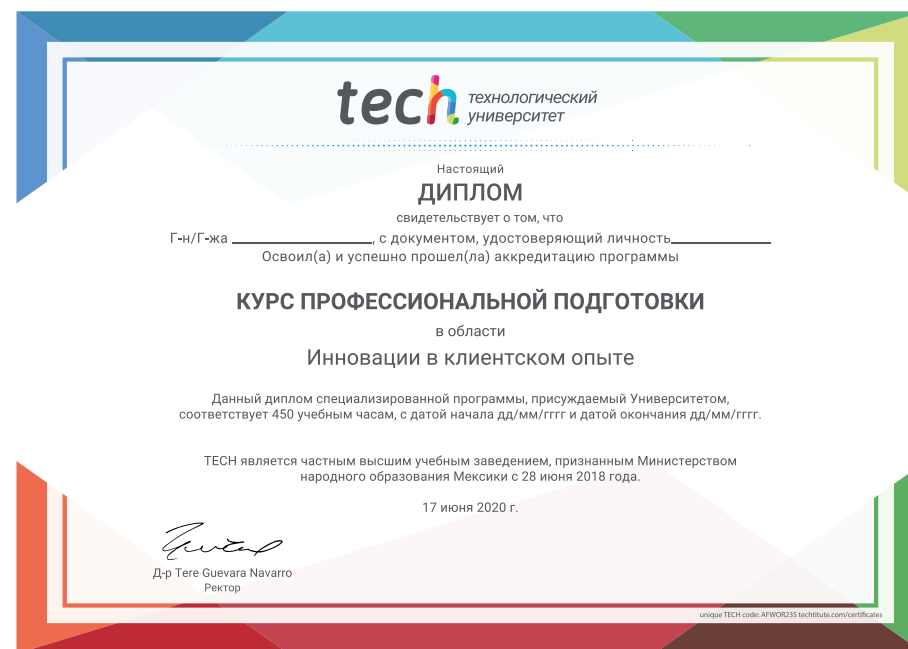 tech технологический
университет
Настоящий
ДИПЛОМ
свидетельствует о том, что
Г-н/Г-жа ____________________, с документом, удостоверяющий личность______________
Освоил(а) и успешно прошел(ла) аккредитацию программы
КУРС ПРОФЕССИОНАЛЬНОЙ ПОДГОТОВКИ
в области
Инновации в клиентском опыте
Данный диплом специализированной программы, присуждаемый Университетом,
соответствует 450 учебным часам, с датой начала дд/мм/гггг и датой окончания дд/мм/гггг.
TECH является частным высшим учебным заведением, признанным Министерством
народного образования Мексики с 28 июня 2018 года.
17 июня 2020 г.
Д-р Tere Guevara Navarro
Ректор
unique TECH code: AFWOR235 techtitute.com/certificates